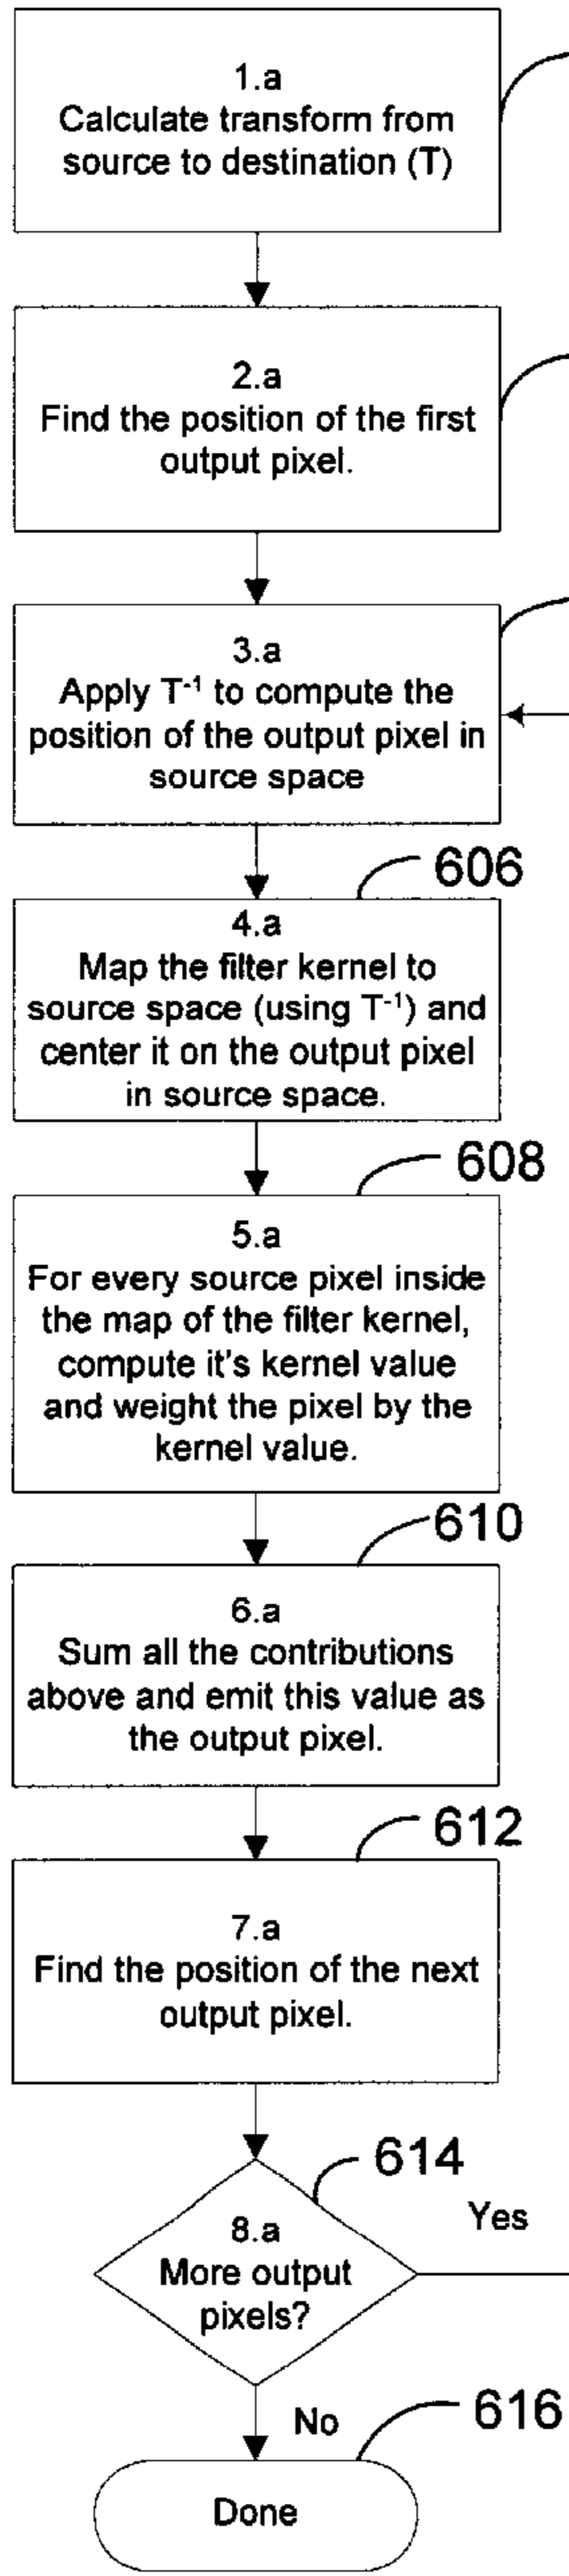 1.a
Calculate transform from
source to destination (T)
2.a
Find the position of the first
output pixel.
3.a
Apply T⁻¹ to compute the
position of the output pixel in
source space
606
4.a
Map the filter kernel to
source space (using T⁻¹) and
center it on the output pixel
in source space.
608
5.a
For every source pixel inside
the map of the filter kernel,
compute it's kernel value
and weight the pixel by the
kernel value.
610
6.a
Sum all the contributions
above and emit this value as
the output pixel.
612
7.a
Find the position of the next
output pixel.
614
8.a
More output
pixels?
Yes
No
616
Done